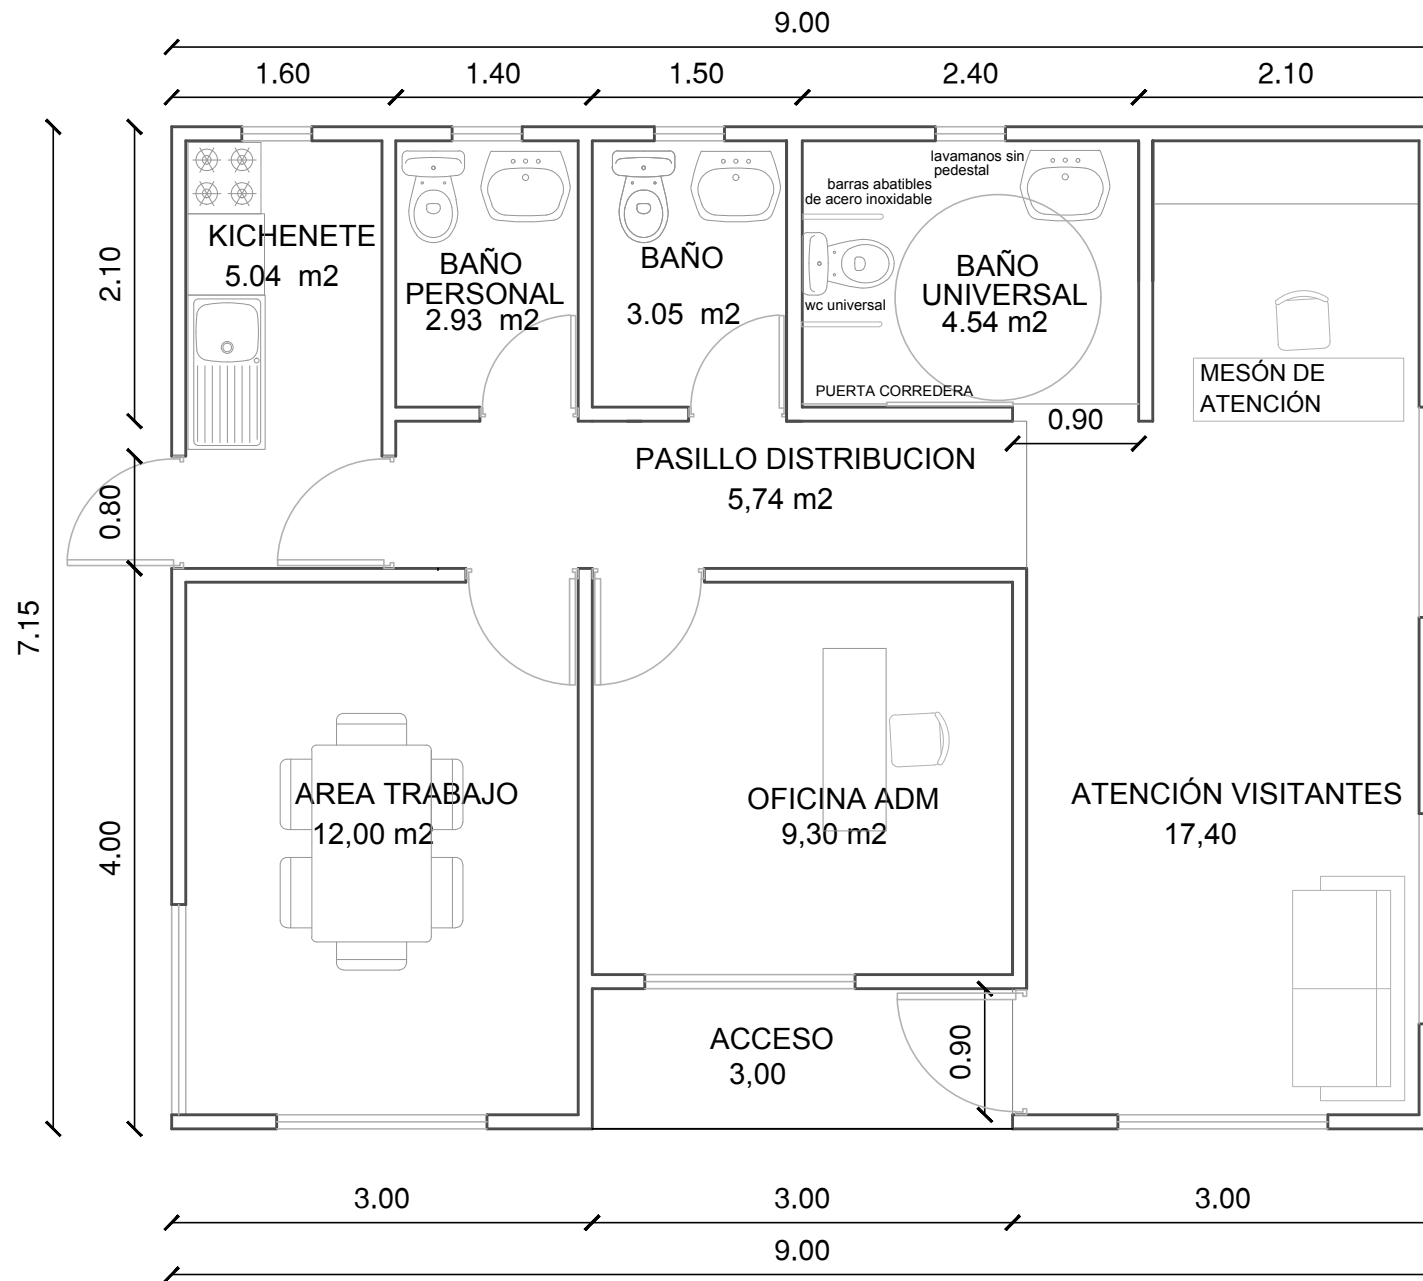 9.00
1.60
1.40
1.50
2.40
2.10
lavamanos sin
pedestal
barras abatibles
de acero inoxidable
KICHENETE
5.04 m2
BAÑO
PERSONAL
2.93 m2
BAÑO
3.05 m2
BAÑO
UNIVERSAL
4.54 m2
wc universal
PUERTA CORREDERA
MESÓN DE
ATENCIÓN
2.10
0.90
PASILLO DISTRIBUCION
5,74 m2
0.80
7.15
AREA TRABAJO
12,00 m2
OFICINA ADM
9,30 m2
ATENCIÓN VISITANTES
17,40
4.00
ACCESO
3,00
0.90
3.00
3.00
3.00
9.00